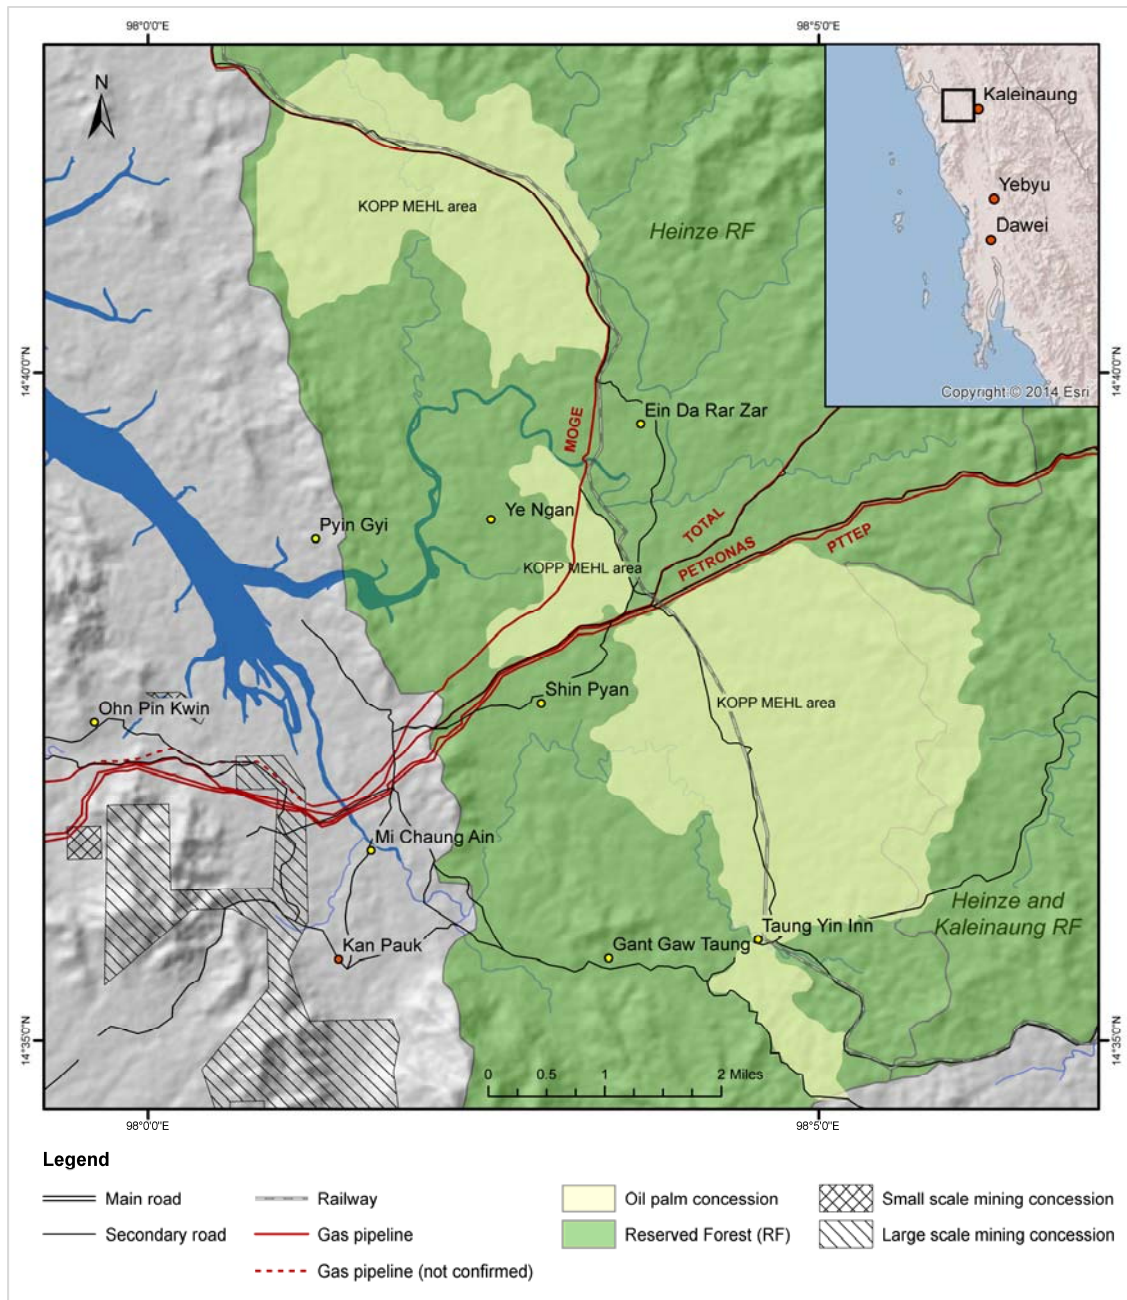 98°0'0"E
98°5'0"E
N
Kaleinaung
Yebyu
Dawei
Copyright:© 2014 Esri
KOPP MEHL area
Heinze RF
14°40'0"N
14°40'0"N
MOGE
Ein Da Rar Zar
Ye Ngan
Pyin Gyi
TOTAL
PETRONAS
PTTEP
KOPP MEHL area
Shin Pyan
KOPP MEHL area
Ohn Pin Kwin
Mi Chaung Ain
Heinze and
Kaleinaung RF
Taung Yin Inn
Gant Gaw Taung
Kan Pauk
14°35'0"N
14°35'0"N
0 0.5 1 2 Miles
98°0'0"E
98°5'0"E
Legend
Main road
Secondary road
Railway
Gas pipeline
Gas pipeline (not confirmed)
Oil palm concession
Reserved Forest (RF)
Small scale mining concession
Large scale mining concession